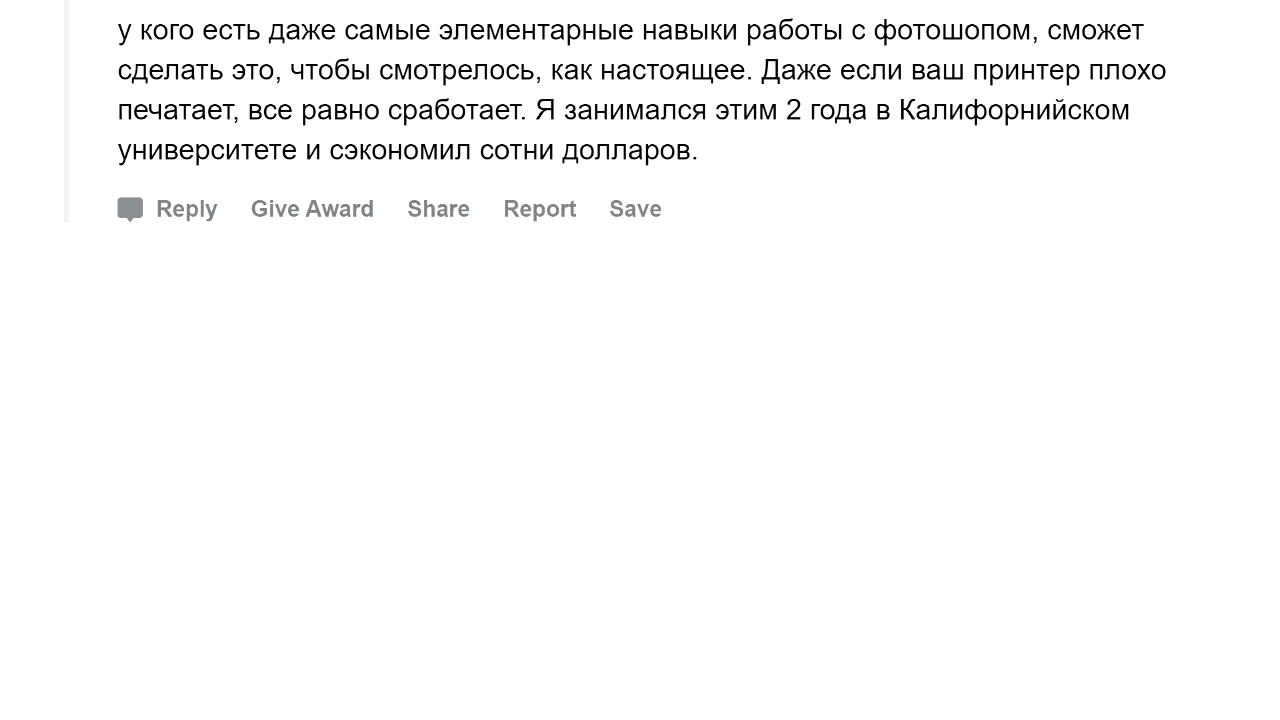 у кого есть даже самые элементарные навыки работы с фотошопом, сможет
сделать это, чтобы смотрелось, как настоящее. Даже если ваш принтер плохо
печатает, все равно сработает. Я занимался этим 2 года в Калифорнийском
университете и сэкономил сотни долларов.
Reply Give Award Share Report Save